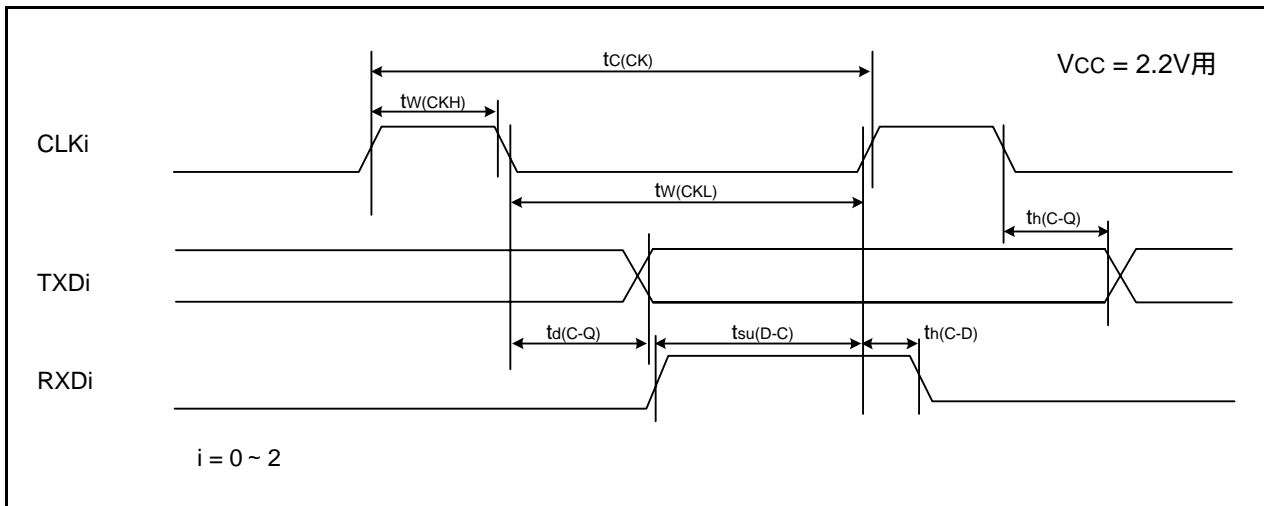 tC(CK)
VCC = 2.2V用
tW(CKH)
CLKi
tW(CKL)
th(C-Q)
TXDi
td(C-Q)
tsu(D-C)
th(C-D)
RXDi
i = 0 ~ 2